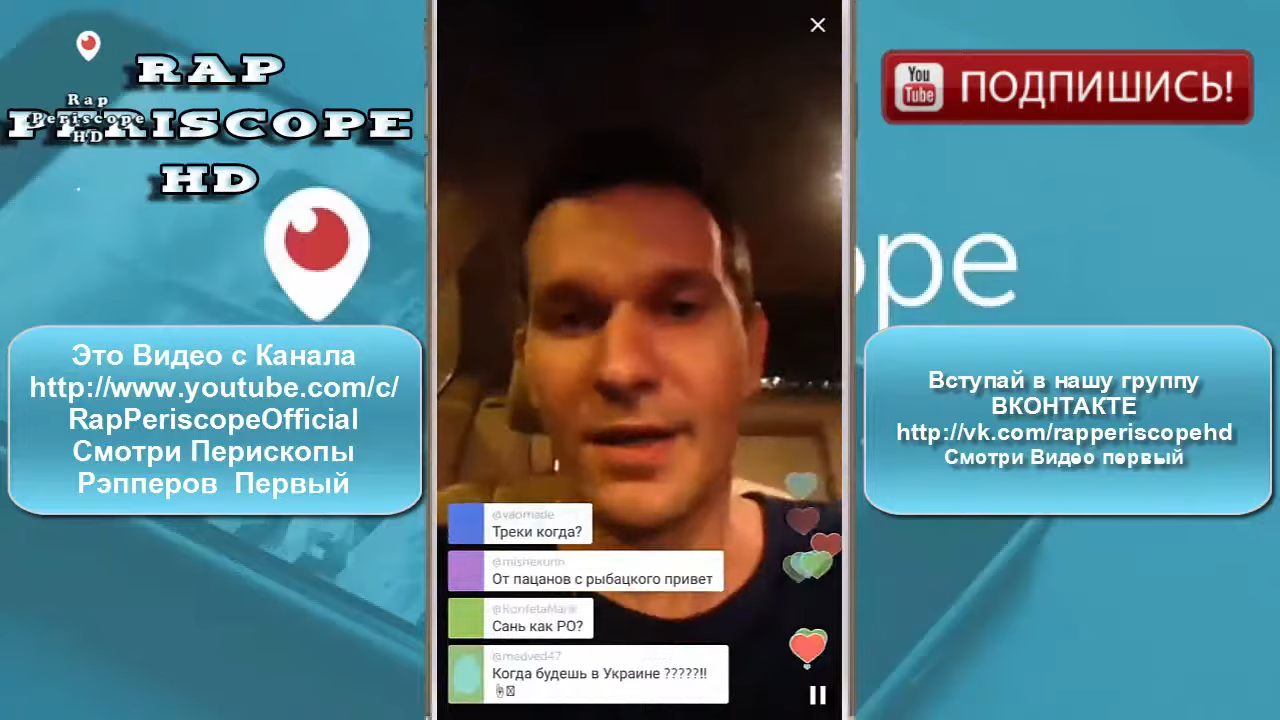 RAP
PERISCOPE
HD
Rap
Periscope
HD
Это Видео с Канала
http://www.youtube.com/c/
RapPeriscopeOfficial
Смотри Перископы
Рэпперов Первый
@vaomade
Треки когда?
От пацанов с рыбацкого привет
Сань как РО?
@medved47
Когда будешь в Украине ?????!!
You
Tube
ПОДПИШИСЬ!
ope
Вступай в нашу группу
ВКОНТАКТЕ
http://vk.com/rapperiscopehd
Смотри Видео первый